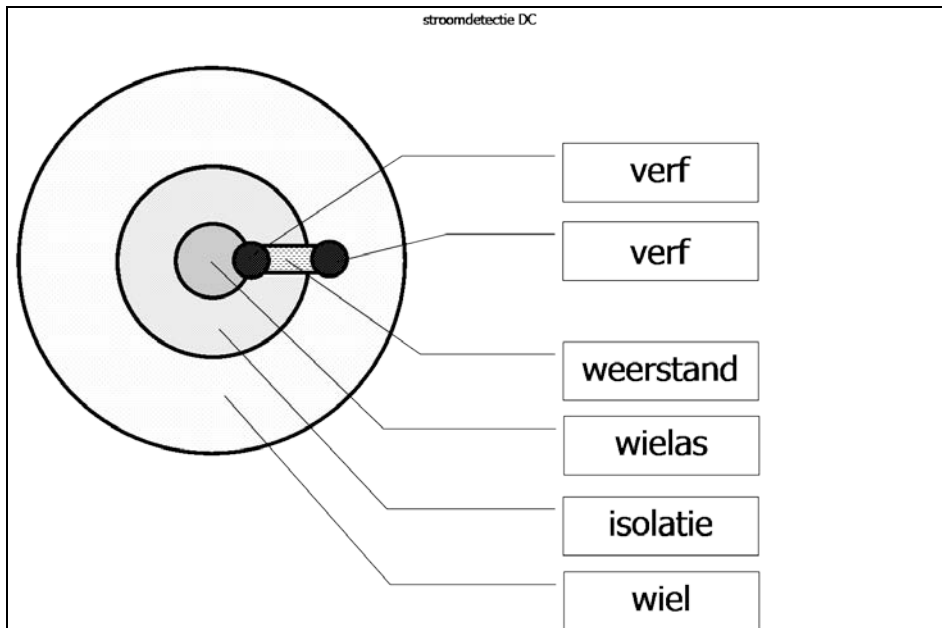 stroomdetectie DC
verf
verf
weerstand
wielas
isolatie
wiel